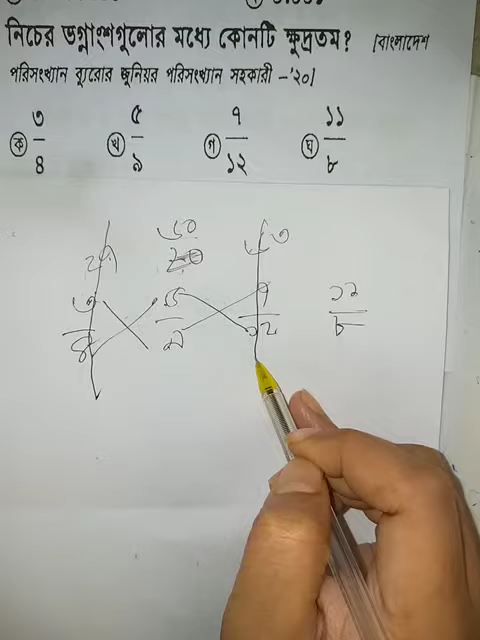 নিচের ভগ্নাংশগুলোর মধ্যে কোনটি ক্ষুদ্রতম? [বাংলাদেশ
পরিসংখ্যান ব্যুরোর জুনিয়র পরিসংখ্যান সহকারী -'২০]
ক ৩/৪ খ ৫/৯ গ ৭/১২ ঘ ১১/৮
২৭ ৬০ ৬৩
৩/৪ ৫/৯ ৭/১২ ১১/৮